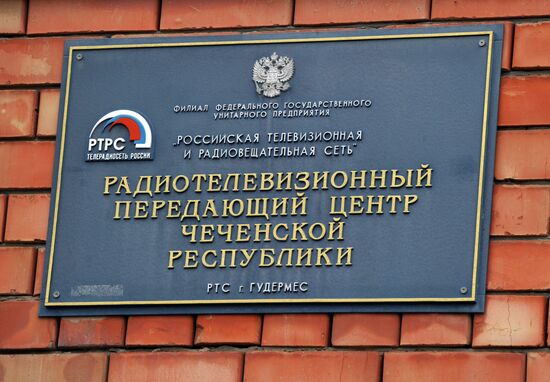 ФИЛИАЛ ФЕДЕРАЛЬНОГО ГОСУДАРСТВЕННОГО
УНИТАРНОГО ПРЕДПРИЯТИЯ
"РОССИЙСКАЯ ТЕЛЕВИЗИОННАЯ
И РАДИОВЕЩАТЕЛЬНАЯ СЕТЬ"
РТРС
ТЕЛЕРАДИОСЕТЬ РОССИИ
РАДИОТЕЛЕВИЗИОННЫЙ
ПЕРЕДАЮЩИЙ ЦЕНТР
ЧЕЧЕНСКОЙ
РЕСПУБЛИКИ
РТС г. ГУДЕРМЕС